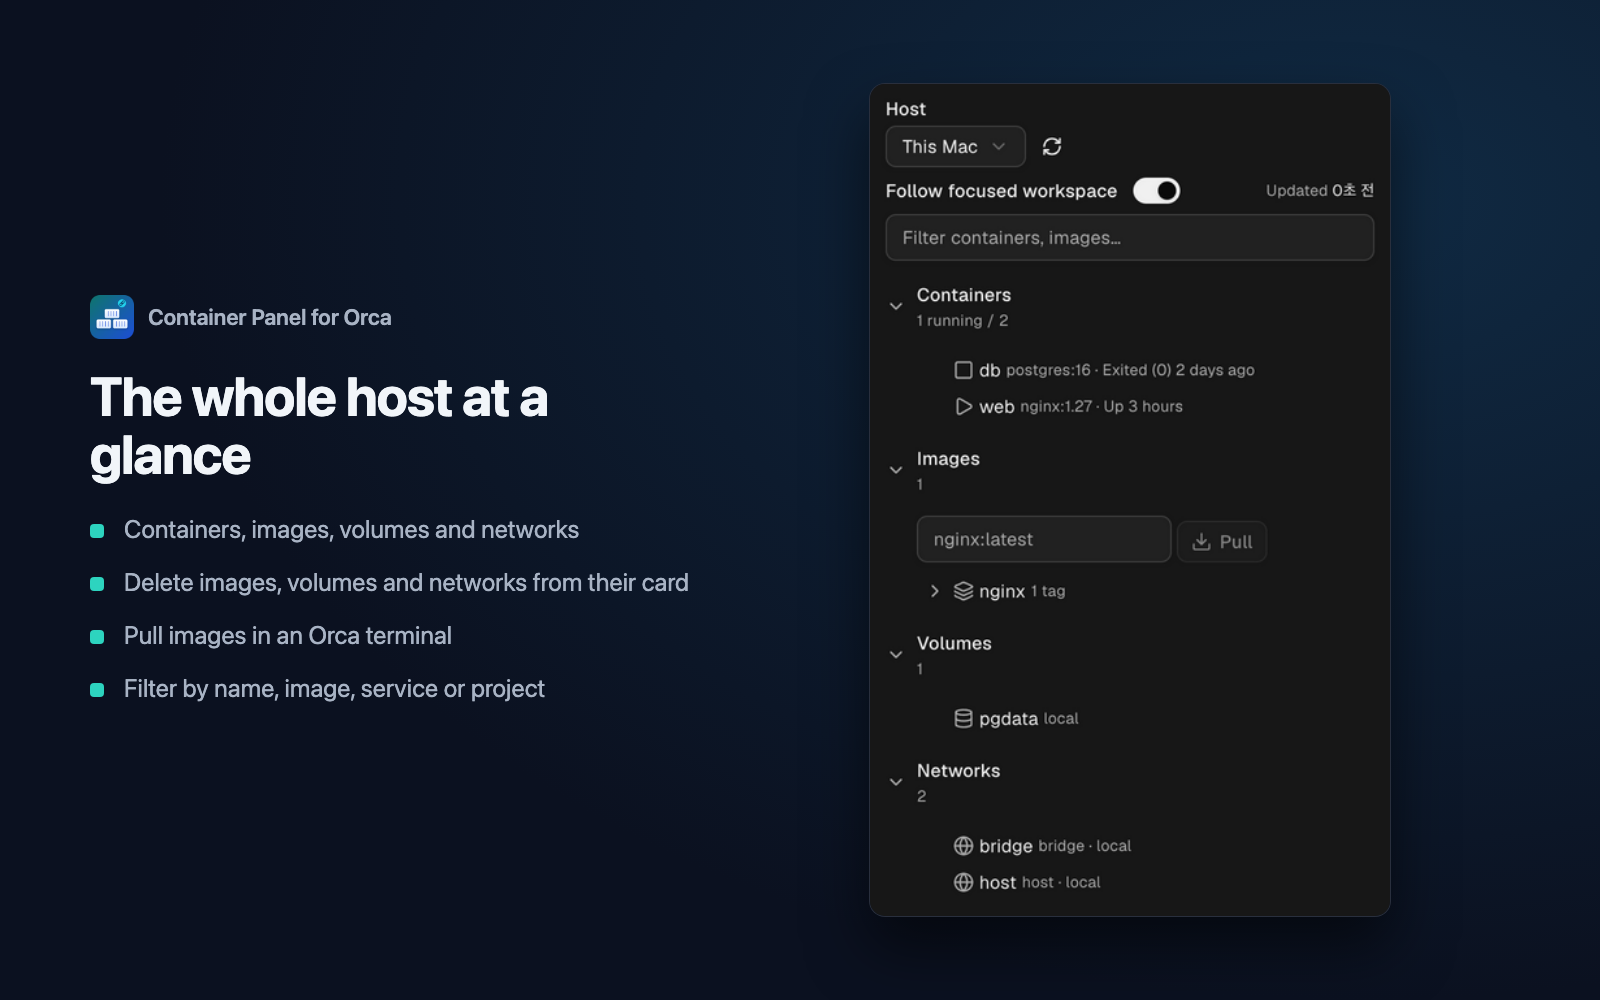 Container Panel for Orca
The whole host at a
glance
Containers, images, volumes and networks
Delete images, volumes and networks from their card
Pull images in an Orca terminal
Filter by name, image, service or project
Host
This Mac
Follow focused workspace
Updated 0초 전
Filter containers, images...
Containers
1 running / 2
db postgres:16 · Exited (0) 2 days ago
web nginx:1.27 · Up 3 hours
Images
1
nginx:latest
Pull
nginx 1 tag
Volumes
1
pgdata local
Networks
2
bridge bridge · local
host host · local